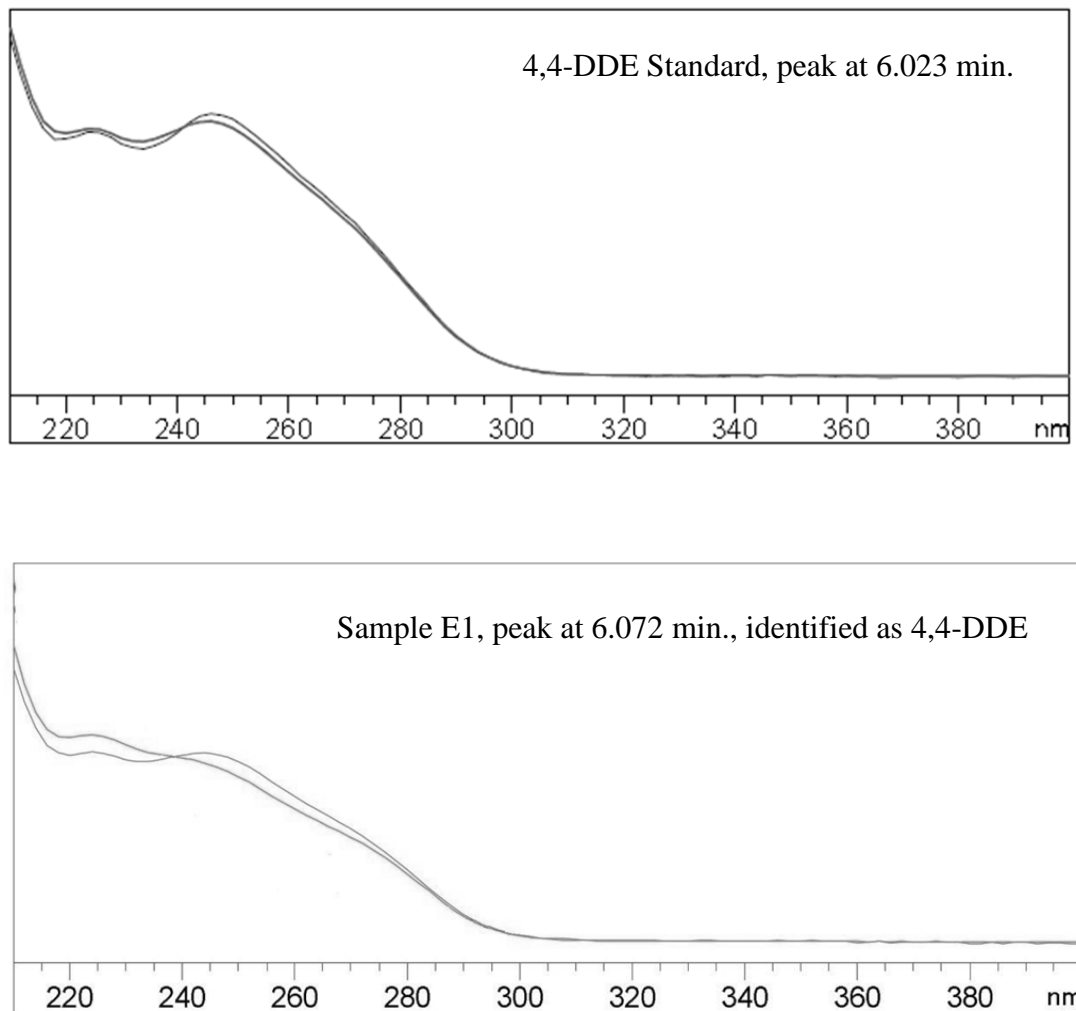 4,4-DDE Standard, peak at 6.023 min.
220 240 260 280 300 320 340 360 380 nm
Sample E1, peak at 6.072 min., identified as 4,4-DDE
220 240 260 280 300 320 340 360 380 nm